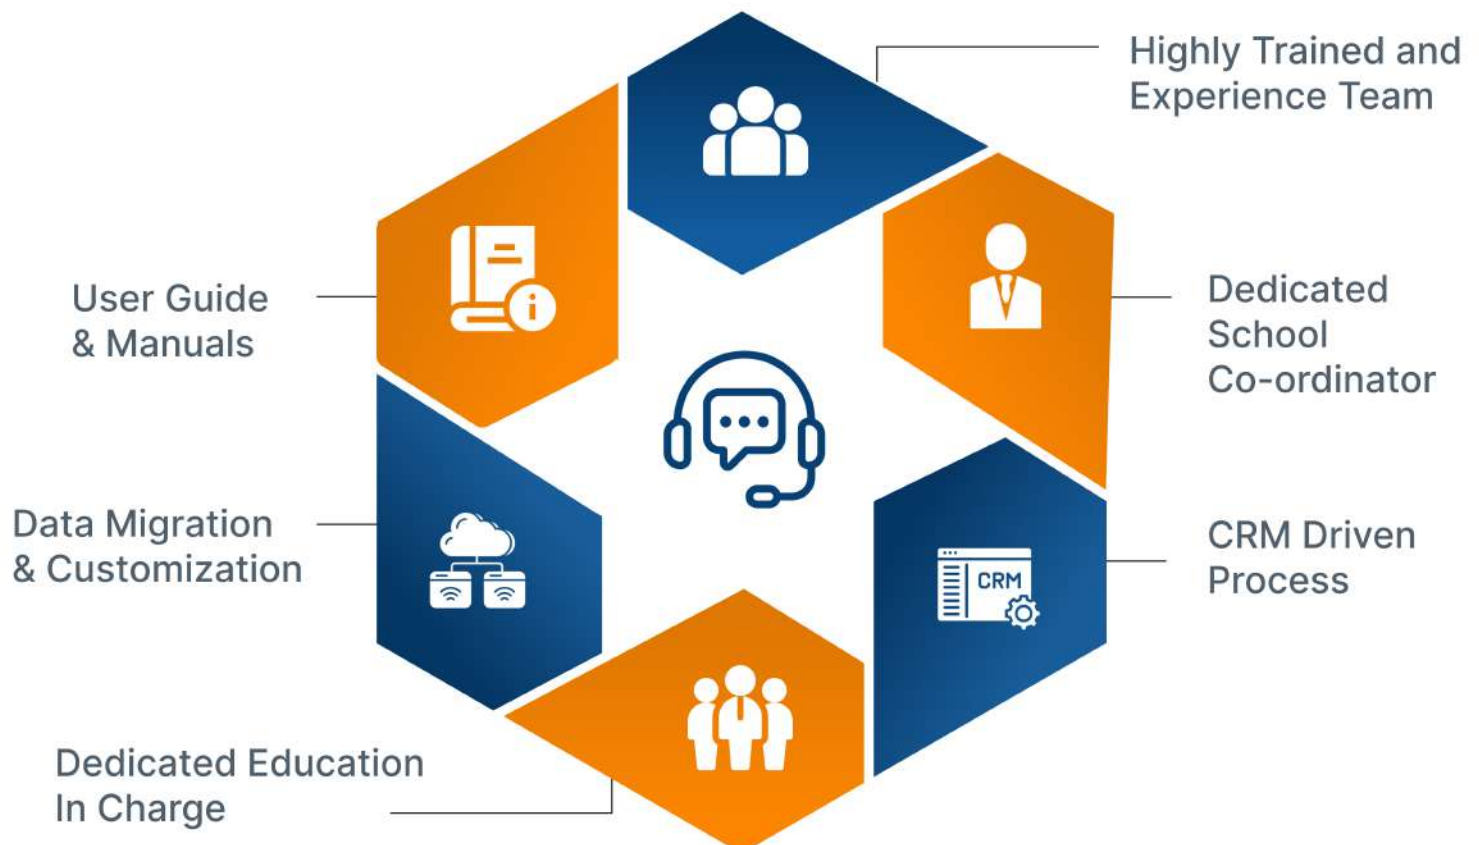 Highly Trained and
Experience Team
User Guide
& Manuals
Dedicated
School
Co-ordinator
Data Migration
& Customization
CRM
CRM Driven
Process
Dedicated Education
In Charge